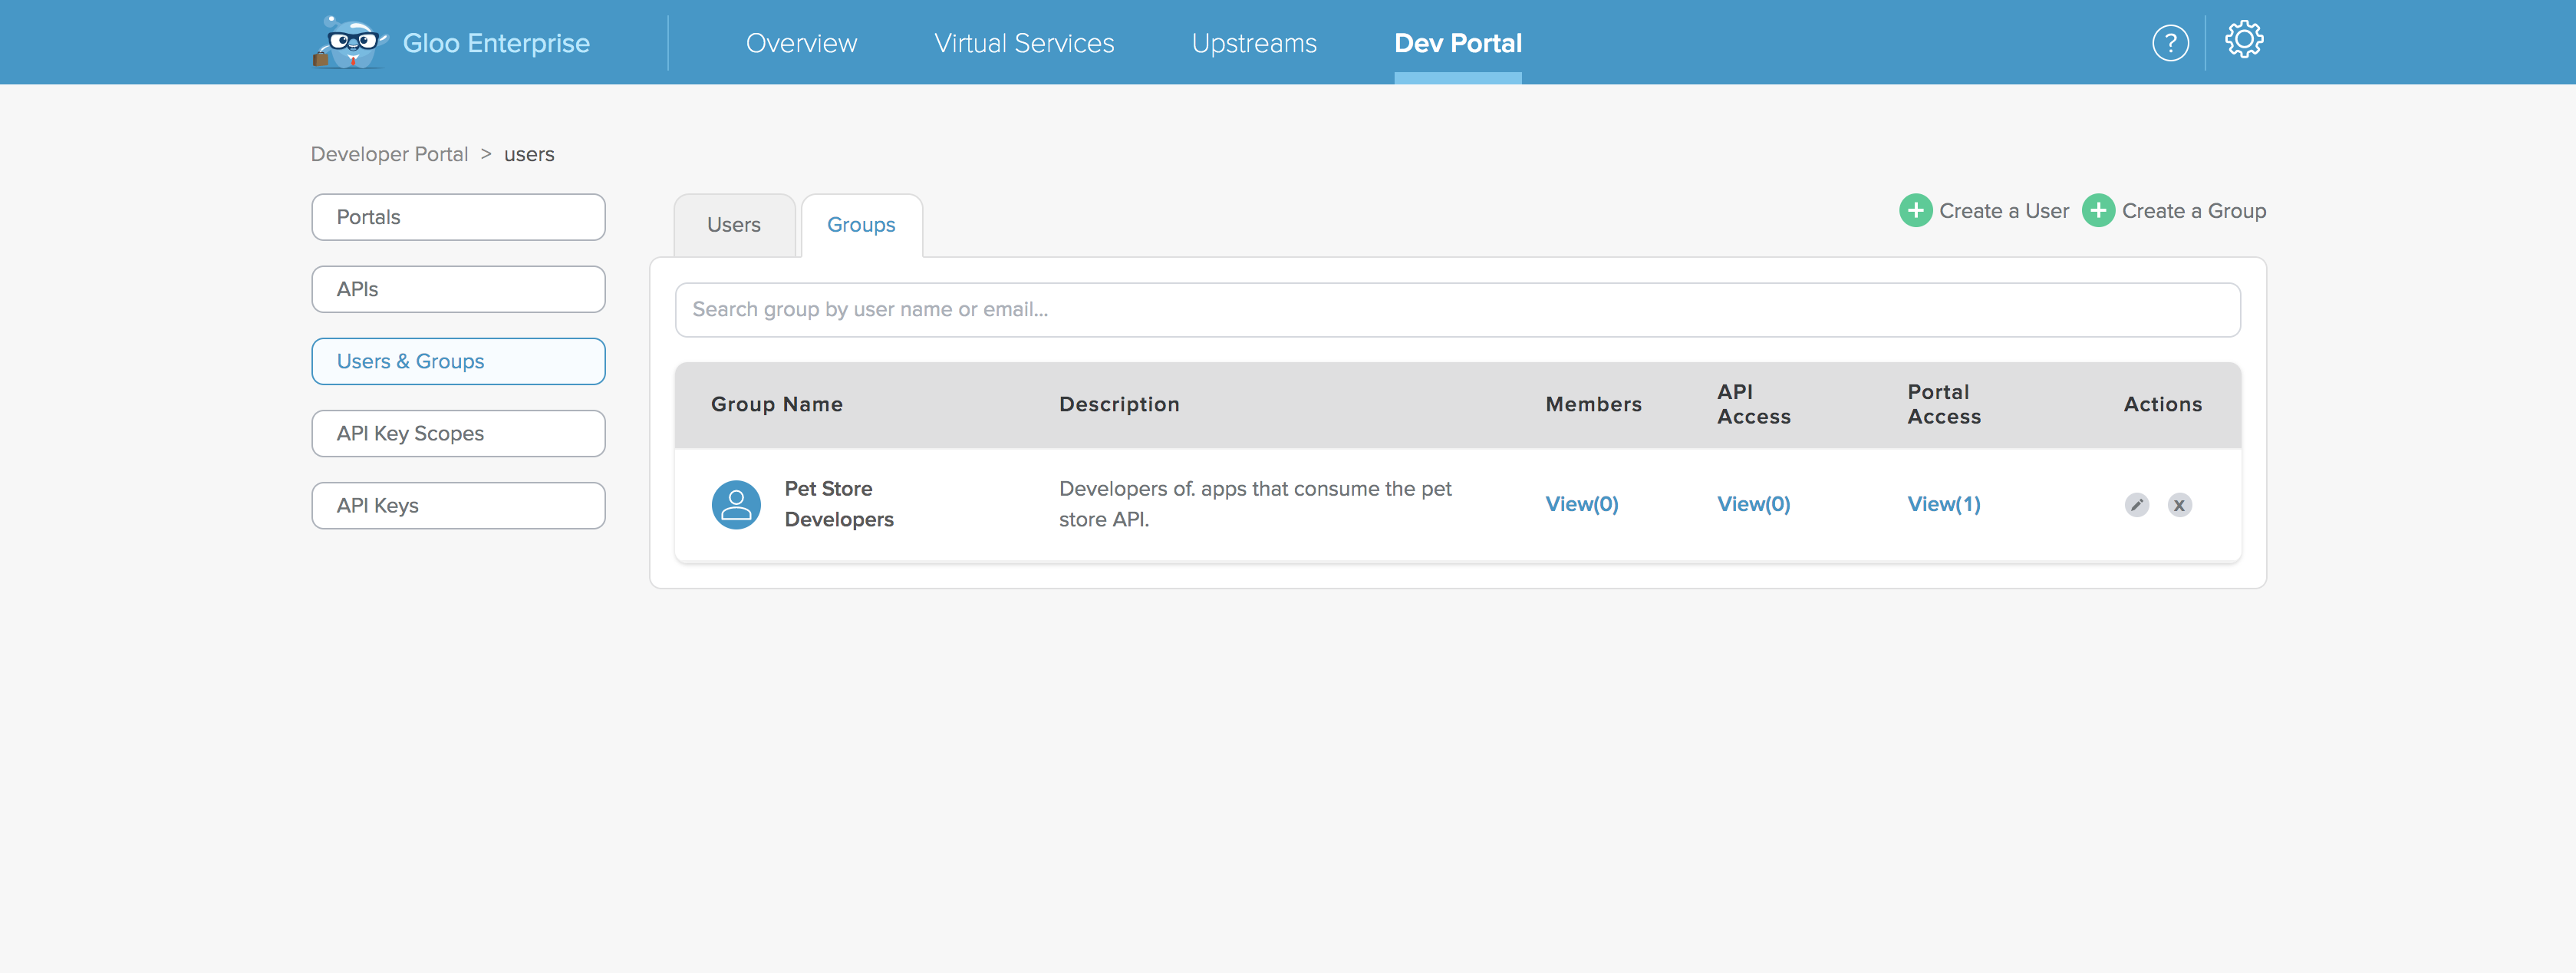 Gloo Enterprise
Overview
Virtual Services
Upstreams
Dev Portal
?
Developer Portal > users
Portals
APIs
Users & Groups
API Key Scopes
API Keys
Users
Groups
Create a User
Create a Group
Search group by user name or email...
Group Name
Description
Members
API
Access
Portal
Access
Actions
Pet Store
Developers
Developers of. apps that consume the pet
store API.
View(0)
View(0)
View(1)
x